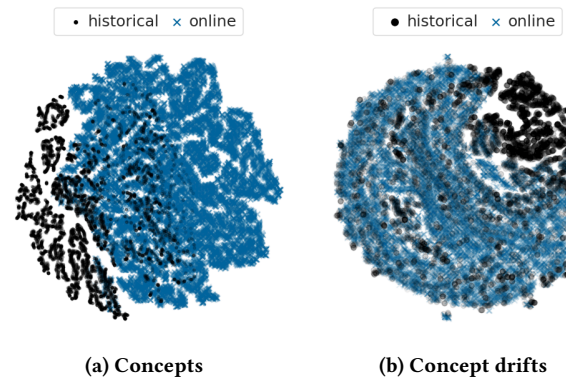 historical online
historical online
(a) Concepts
(b) Concept drifts